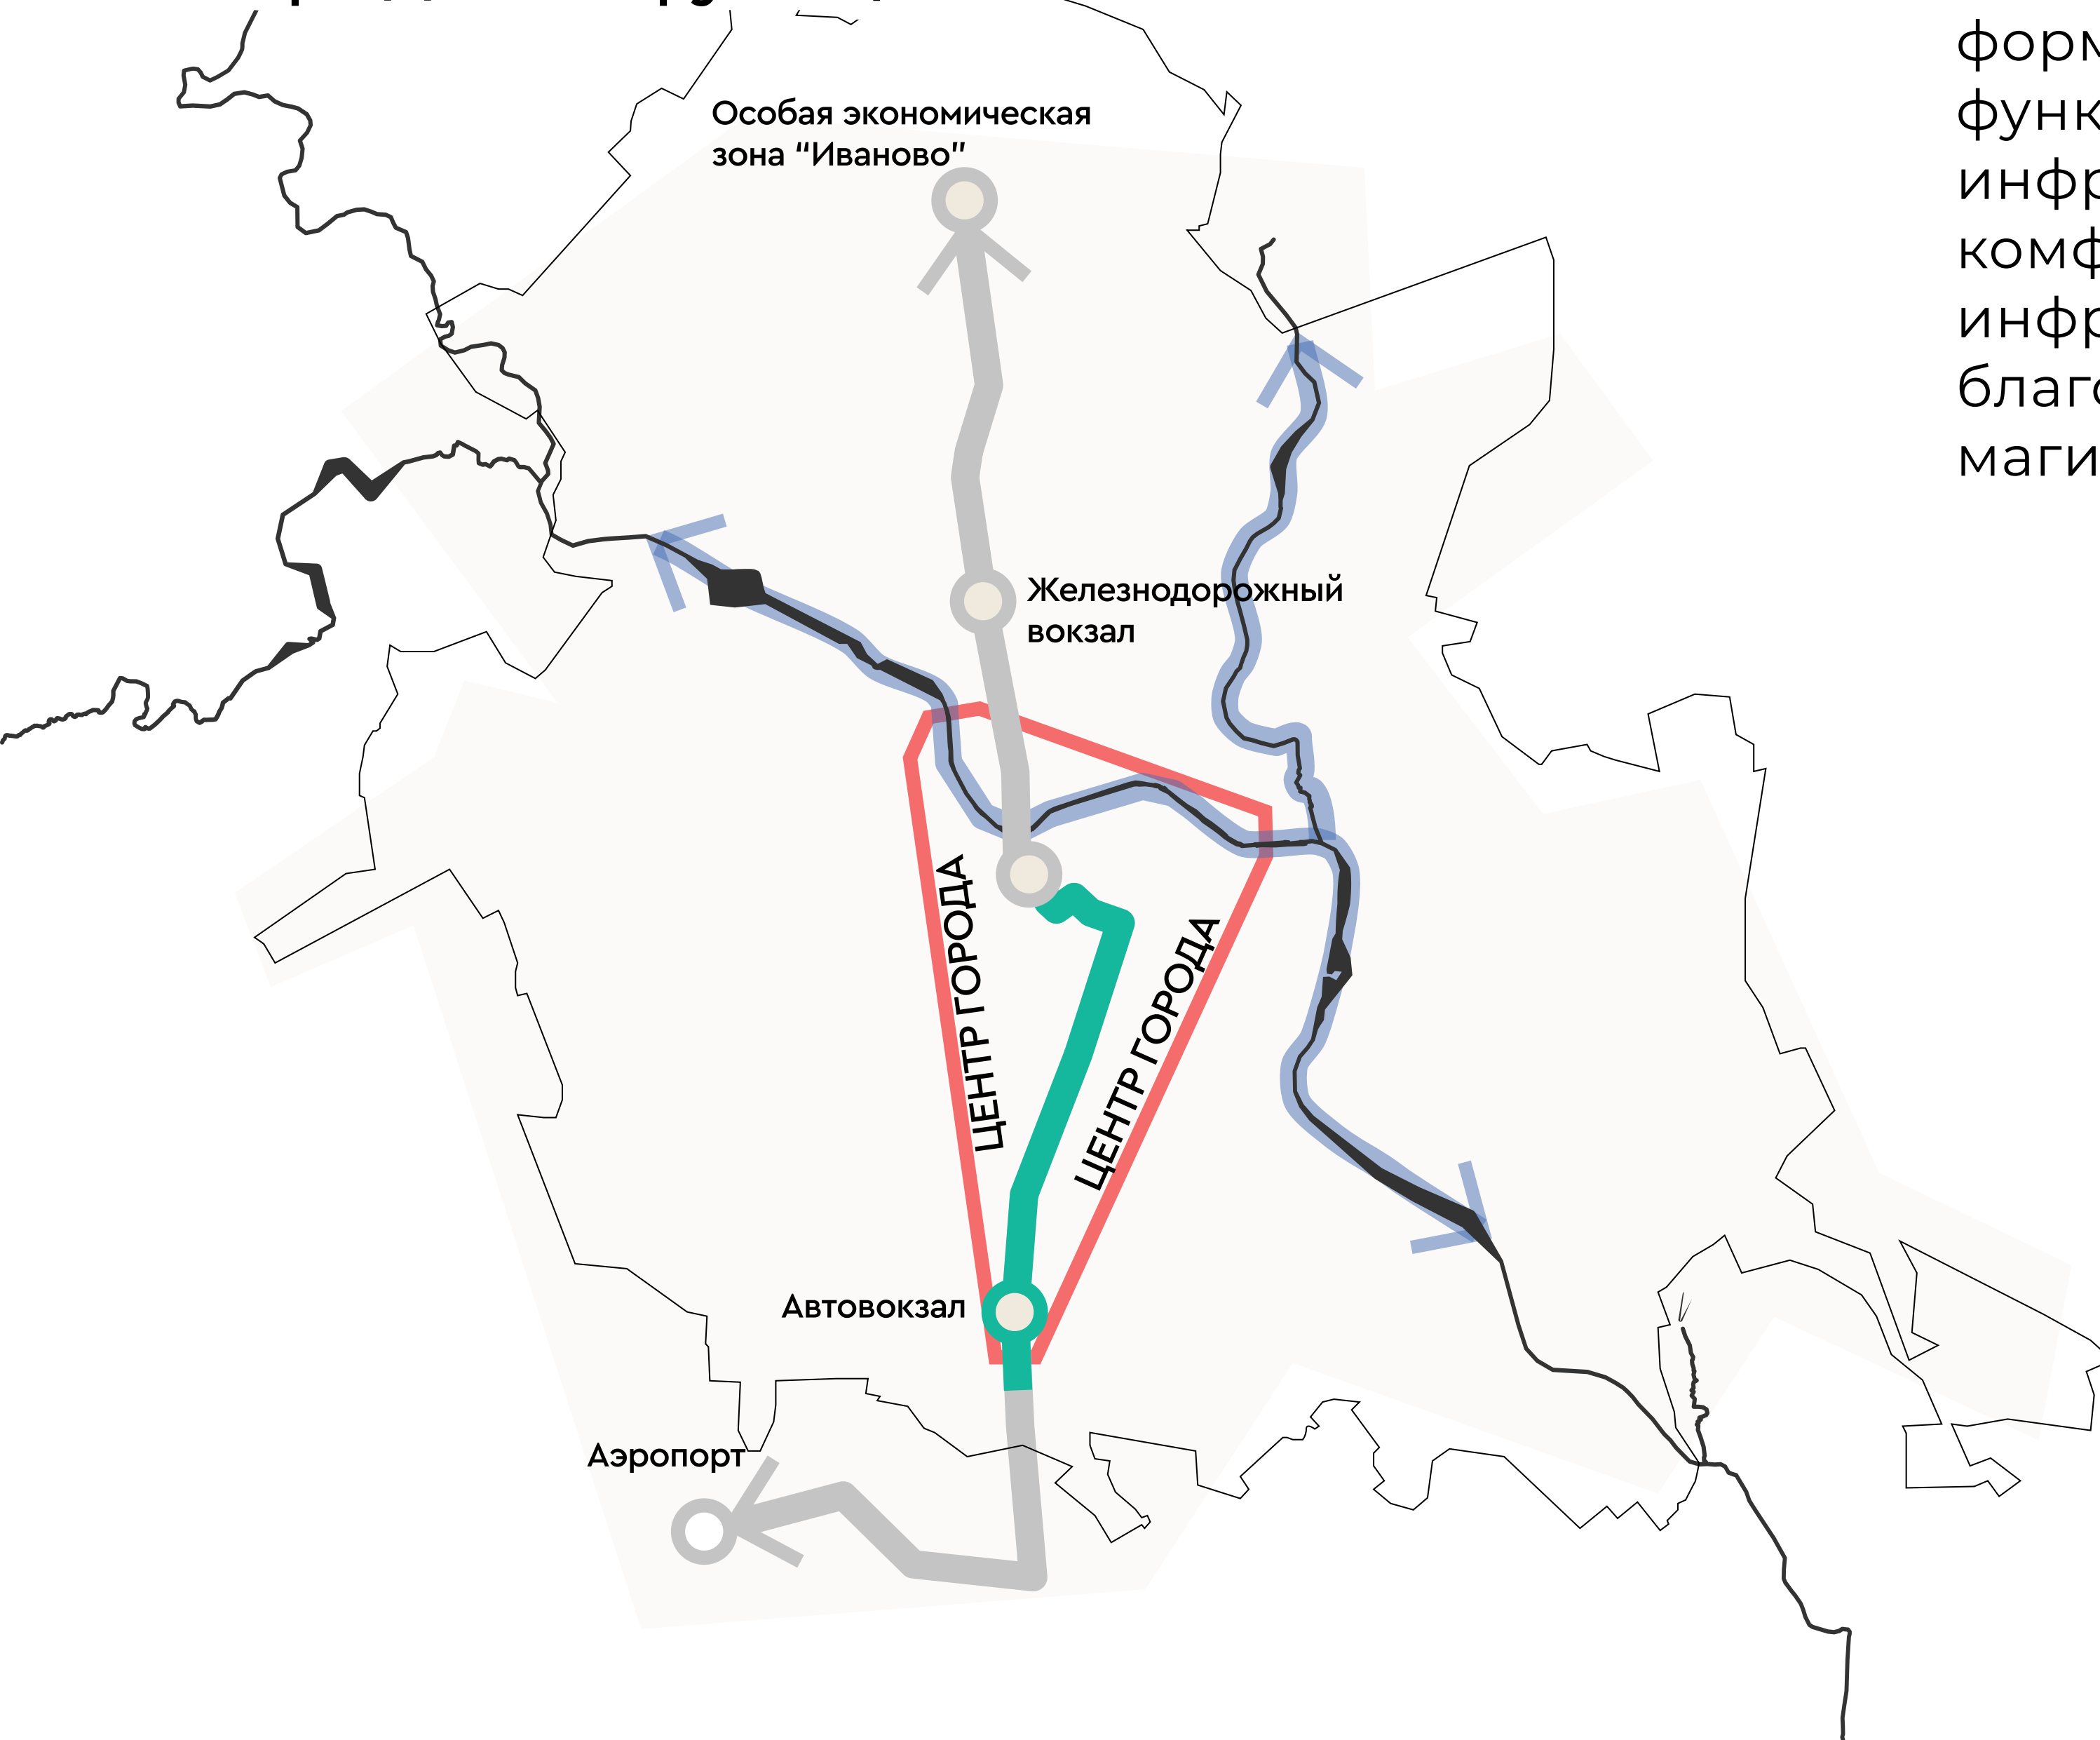 Особая экономическая
зона “Иваново”
Железнодорожный
вокзал
ЦЕНТР ГОРОДА
ЦЕНТР ГОРОДА
Автовокзал
Аэропорт